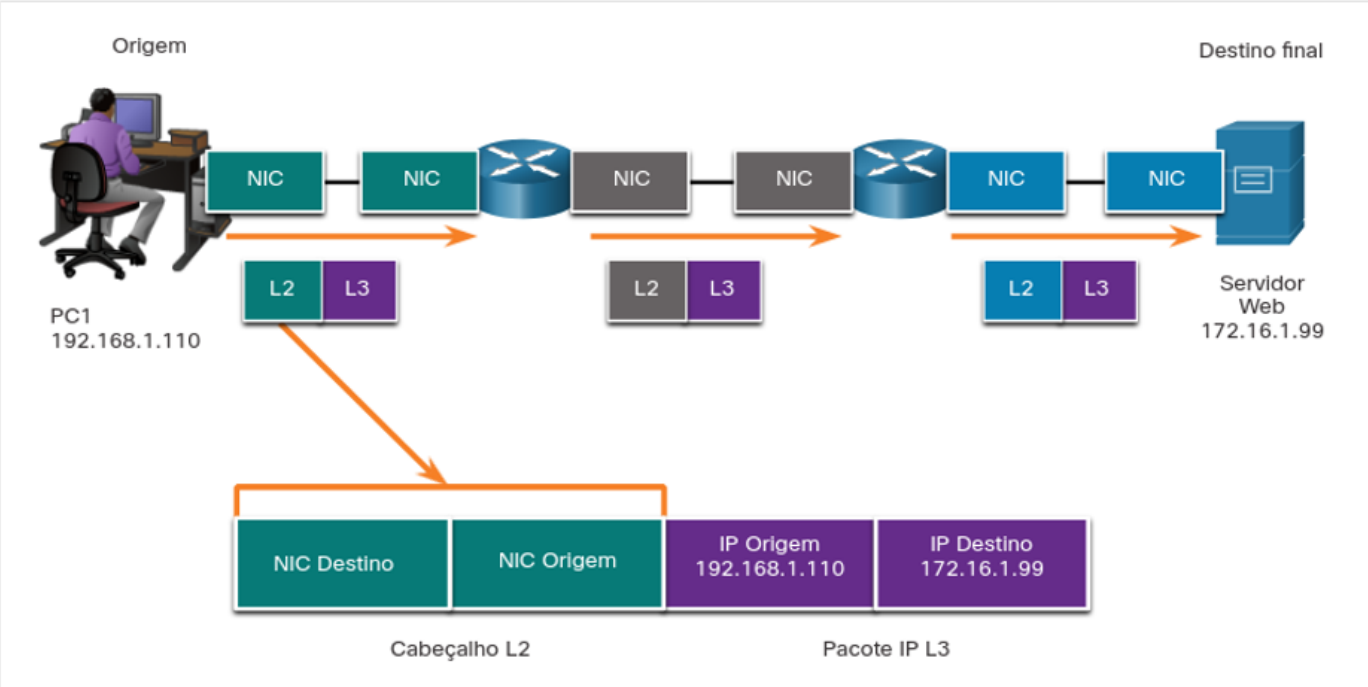 Origem
Destino final
NIC
NIC
NIC
NIC
NIC
NIC
L2
L3
L2
L3
L2
L3
PC1
192.168.1.110
Servidor
Web
172.16.1.99
NIC Destino
NIC Origem
IP Origem
192.168.1.110
IP Destino
172.16.1.99
Cabeçalho L2
Pacote IP L3